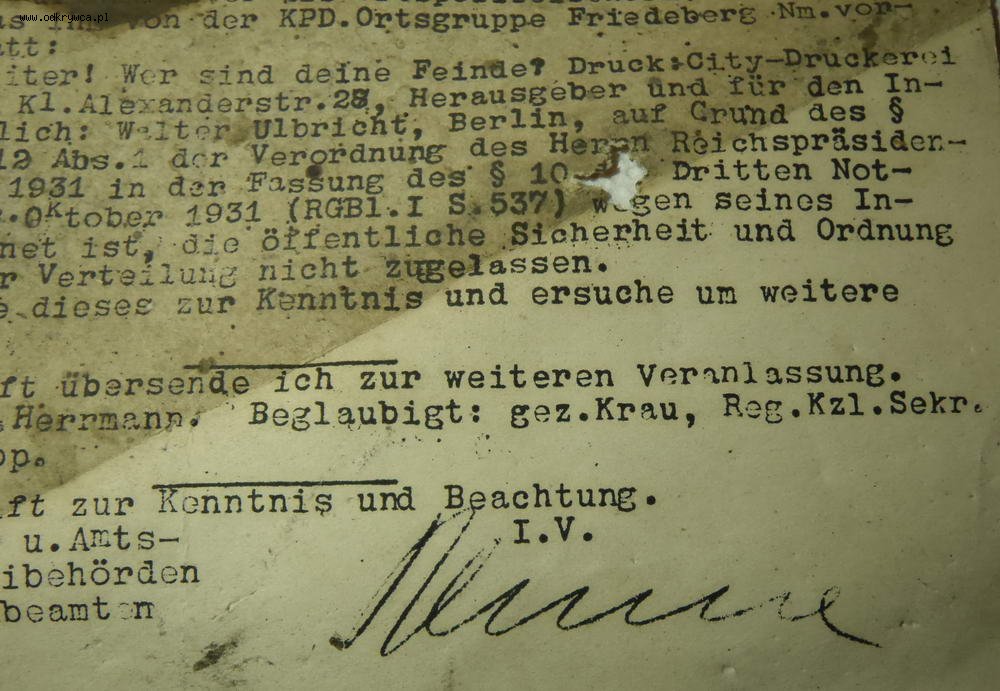 www.odkrywca.pl
von der KPD.Ortsgruppe Friedeberg Nm.vor-
att:
iter! Wer sind deine Feinde? Druck:City-Druckerei
Kl.Alexanderstr.28, Herausgeber und für den In-
lich: Walter Ulbricht, Berlin, auf Grund des §
12 Abs.1 der Verordnung des Herrn Reichspräsiden-
1931 in der Fassung des § 10 Dritten Not-
.Oktober 1931 (RGBl.I S.537) wegen seines In-
net ist, die öffentliche Sicherheit und Ordnung
r Verteilung nicht zugelassen.
e dieses zur Kenntnis und ersuche um weitere
ft übersende ich zur weiteren Veranlassung.
.Herrmann. Beglaubigt: gez.Krau, Reg.Kzl.Sekr.
op.
ift zur Kenntnis und Beachtung.
u.Amts- I.V.
ibehörden
beamten